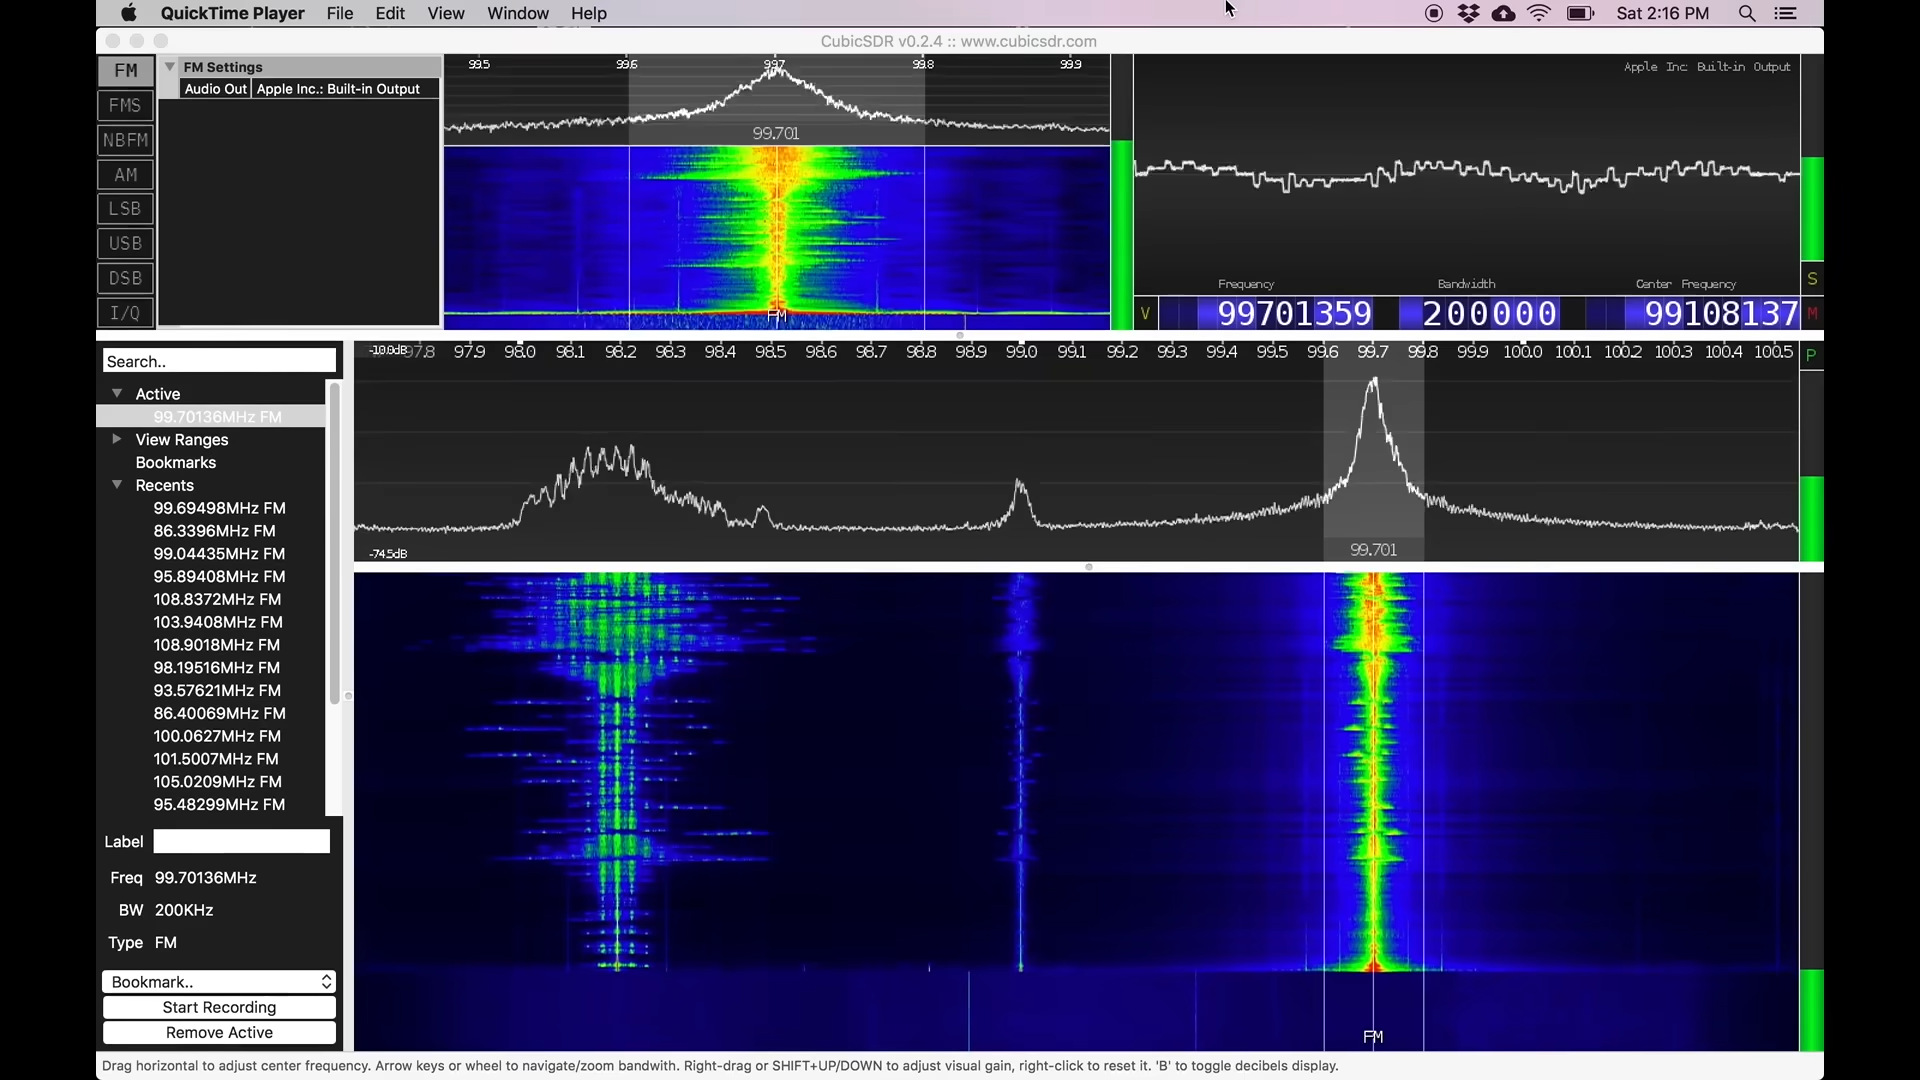 QuickTime Player File Edit View Window Help Sat 2:16 PM
CubicSDR v0.2.4 :: www.cubicsdr.com
FM
FMS
NBFM
AM
LSB
USB
DSB
I/Q
FM Settings
Audio Out Apple Inc.: Built-in Output
99.5 99.6 99.7 99.8 99.9
99.701
FM
Apple Inc: Built-in Output
Frequency Bandwidth Center Frequency
V 99701359 200000 99108137
S
M
P
Search..
Active
99.70136MHz FM
View Ranges
Bookmarks
Recents
99.69498MHz FM
86.3396MHz FM
99.04435MHz FM
95.89408MHz FM
108.8372MHz FM
103.9408MHz FM
108.9018MHz FM
98.19516MHz FM
93.57621MHz FM
86.40069MHz FM
100.0627MHz FM
101.5007MHz FM
105.0209MHz FM
95.48299MHz FM
Label
Freq 99.70136MHz
BW 200KHz
Type FM
Bookmark..
Start Recording
Remove Active
97.8 97.9 98.0 98.1 98.2 98.3 98.4 98.5 98.6 98.7 98.8 98.9 99.0 99.1 99.2 99.3 99.4 99.5 99.6 99.7 99.8 99.9 100.0 100.1 100.2 100.3 100.4 100.5
-74.5dB
99.701
FM
Drag horizontal to adjust center frequency. Arrow keys or wheel to navigate/zoom bandwith. Right-drag or SHIFT+UP/DOWN to adjust visual gain, right-click to reset it. 'B' to toggle decibels display.